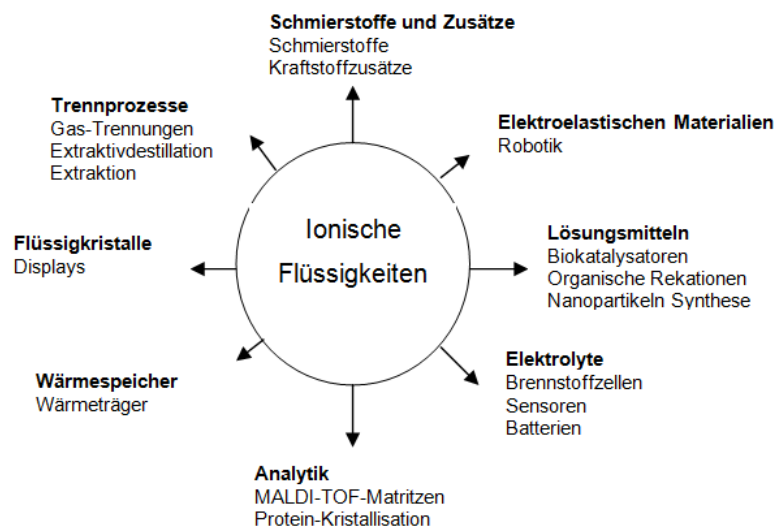 Schmierstoffe und Zusätze
Schmierstoffe
Kraftstoffzusätze
Trennprozesse
Gas-Trennungen
Extraktivdestillation
Extraktion
Elektroelastischen Materialien
Robotik
Ionische
Flüssigkeiten
Flüssigkristalle
Displays
Lösungsmitteln
Biokatalysatoren
Organische Rekationen
Nanopartikeln Synthese
Wärmespeicher
Wärmeträger
Elektrolyte
Brennstoffzellen
Sensoren
Batterien
Analytik
MALDI-TOF-Matritzen
Protein-Kristallisation